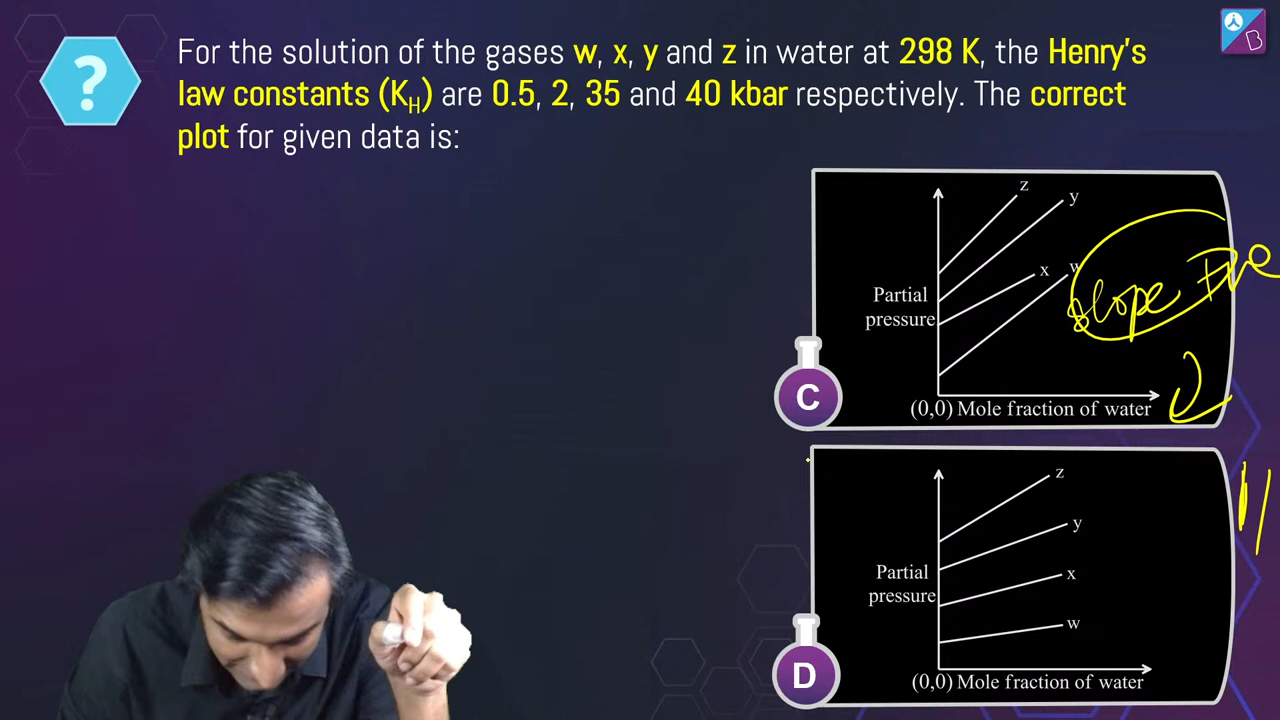 ?
For the solution of the gases w, x, y and z in water at 298 K, the Henry's
law constants (KH) are 0.5, 2, 35 and 40 kbar respectively. The correct
plot for given data is:
B
z
y
x
w
Partial
pressure
slope
(0,0) Mole fraction of water
C
z
y
x
w
Partial
pressure
(0,0) Mole fraction of water
D